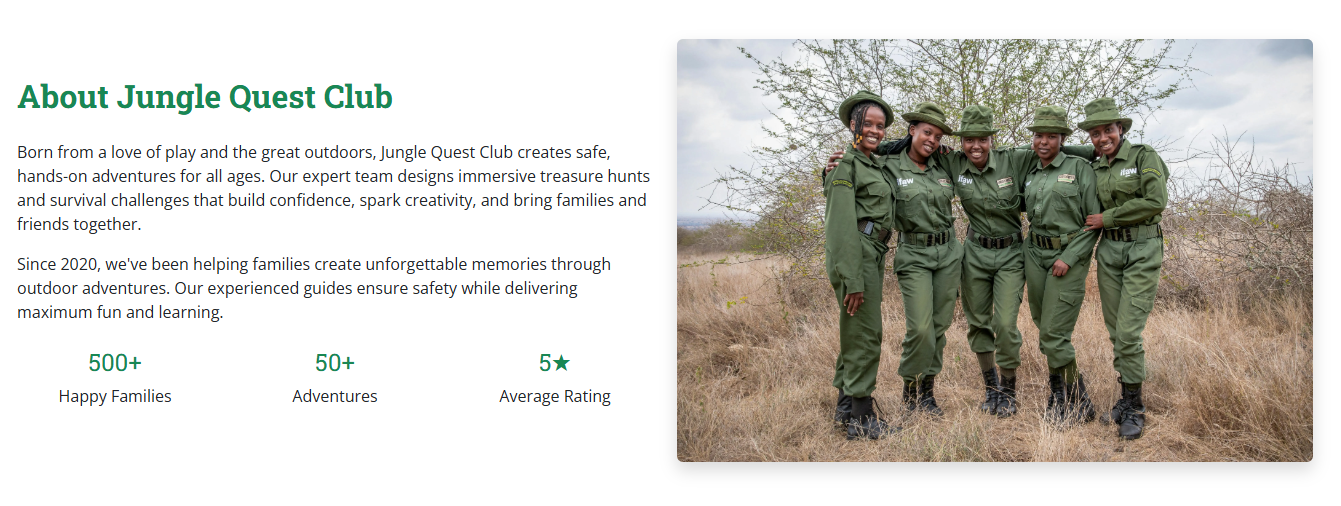 About Jungle Quest Club
Born from a love of play and the great outdoors, Jungle Quest Club creates safe,
hands-on adventures for all ages. Our expert team designs immersive treasure hunts
and survival challenges that build confidence, spark creativity, and bring families and
friends together.
Since 2020, we've been helping families create unforgettable memories through
outdoor adventures. Our experienced guides ensure safety while delivering
maximum fun and learning.
500+ 50+ 5★
Happy Families Adventures Average Rating
ifaw ifaw ifaw